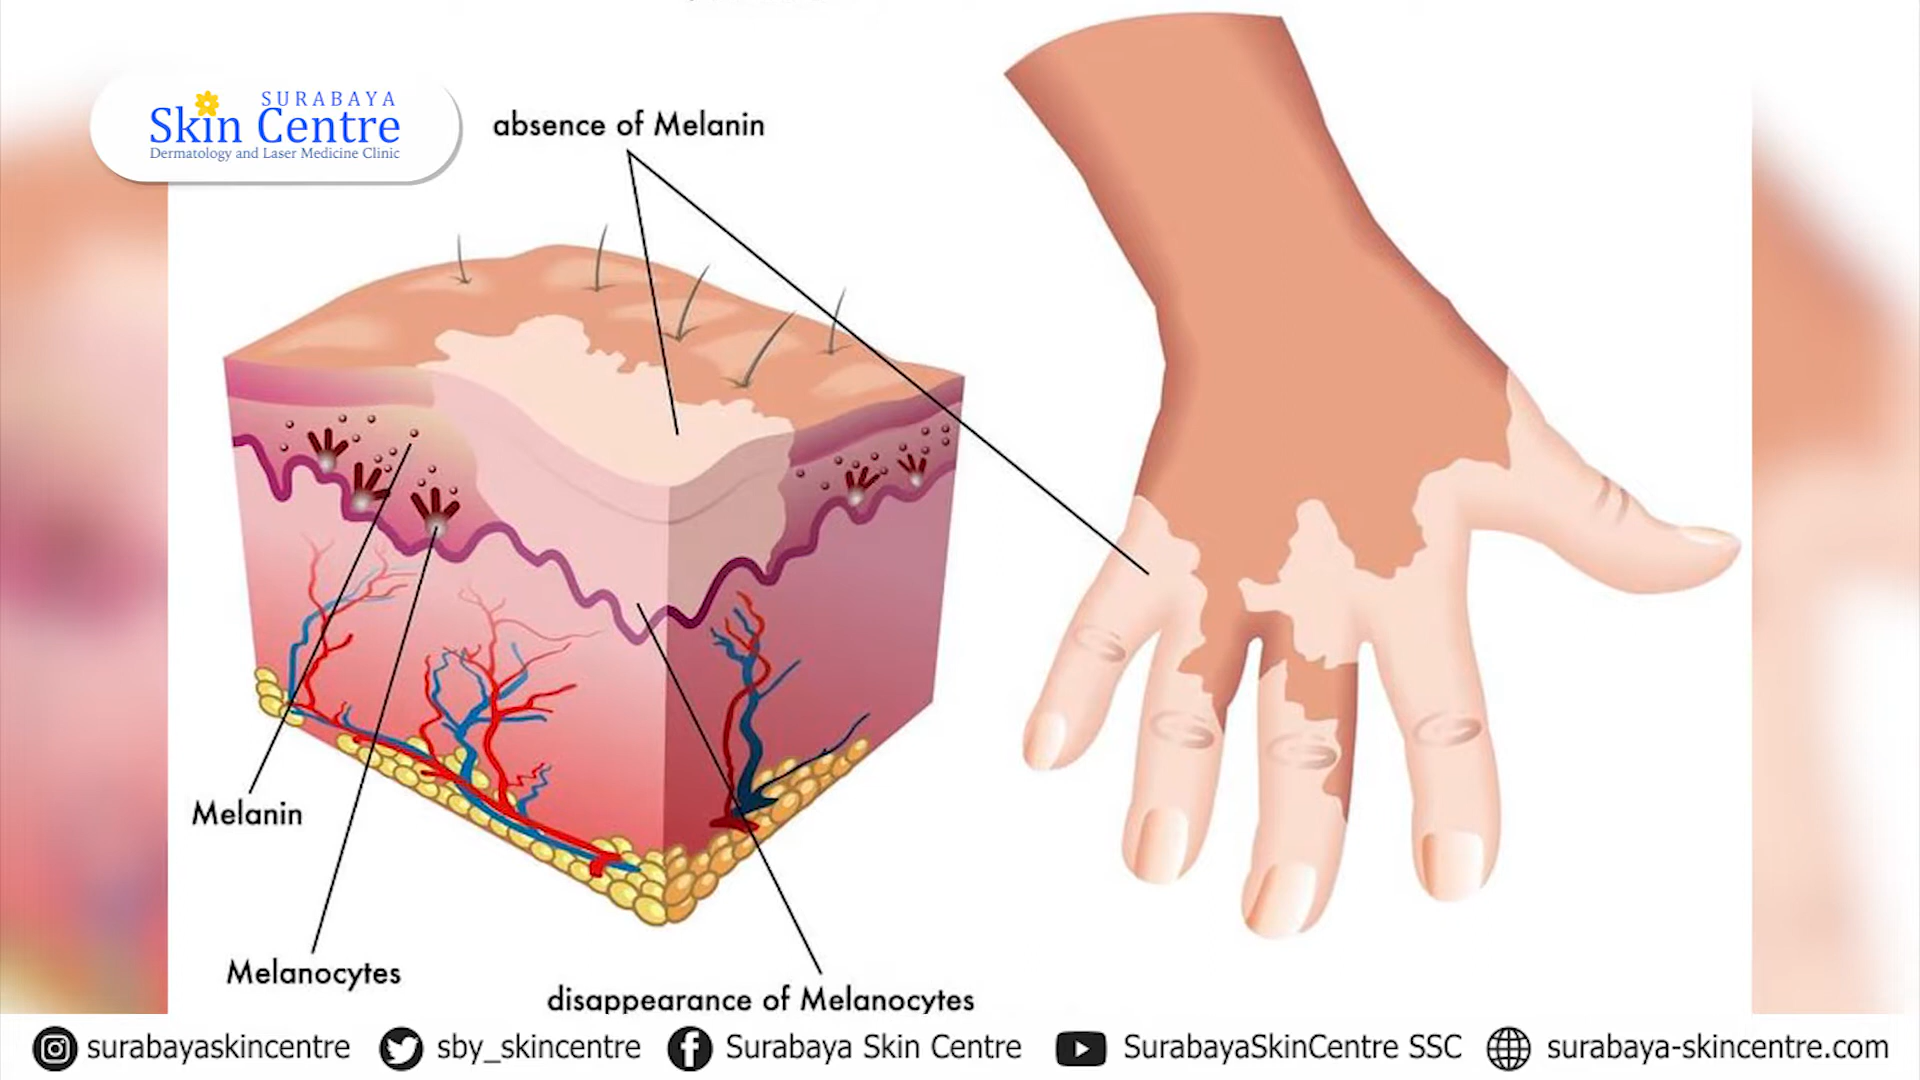 SURABAYA
Skin Centre
Dermatology and Laser Medicine Clinic
absence of Melanin
Melanin
Melanocytes
disappearance of Melanocytes
surabayaskincentre
sby_skincentre
Surabaya Skin Centre
SurabayaSkinCentre SSC
surabaya-skincentre.com